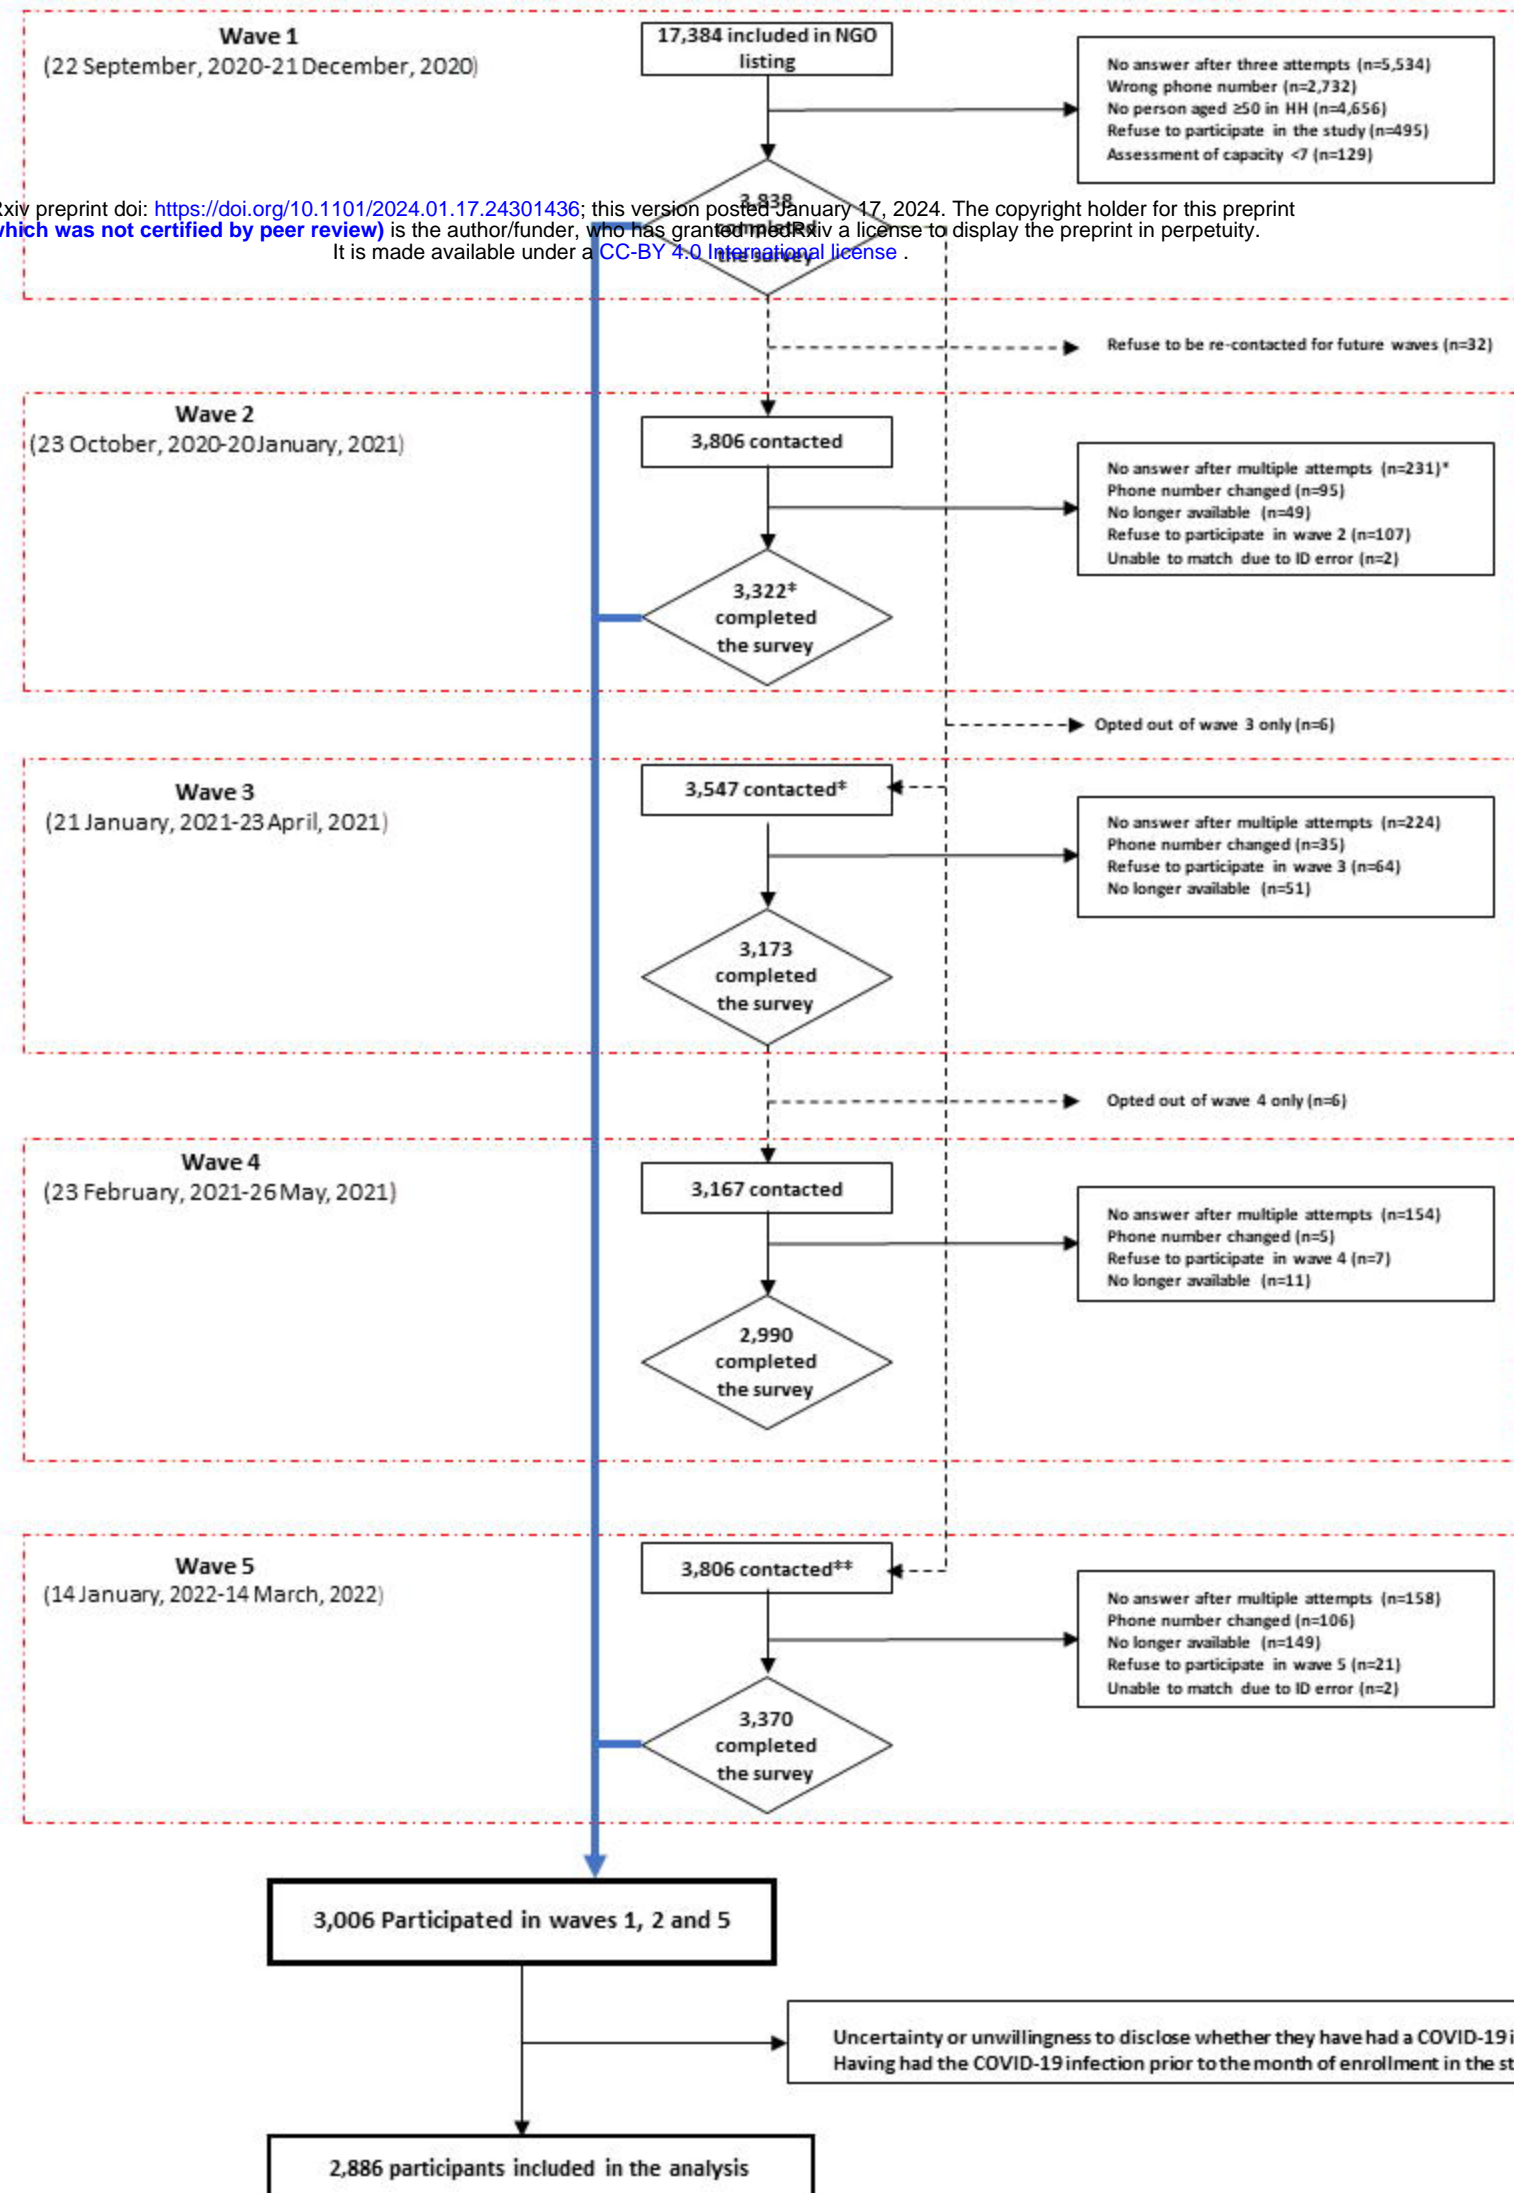 Wave 1
(22 September, 2020-21 December, 2020)
17,384 included in NGO
listing
No answer after three attempts (n=5,534)
Wrong phone number (n=2,732)
No person aged ≥50 in HH (n=4,656)
Refuse to participate in the study (n=495)
Assessment of capacity <7 (n=129)
3,838
completed
the survey
xiv preprint doi: https://doi.org/10.1101/2024.01.17.24301436; this version posted January 17, 2024. The copyright holder for this preprint
which was not certified by peer review) is the author/funder, who has granted medRxiv a license to display the preprint in perpetuity.
It is made available under a CC-BY 4.0 International license .
Refuse to be re-contacted for future waves (n=32)
Wave 2
(23 October, 2020-20 January, 2021)
3,806 contacted
No answer after multiple attempts (n=231)*
Phone number changed (n=95)
No longer available (n=49)
Refuse to participate in wave 2 (n=107)
Unable to match due to ID error (n=2)
3,322*
completed
the survey
Opted out of wave 3 only (n=6)
Wave 3
(21 January, 2021-23 April, 2021)
3,547 contacted*
No answer after multiple attempts (n=224)
Phone number changed (n=35)
Refuse to participate in wave 3 (n=64)
No longer available (n=51)
3,173
completed
the survey
Opted out of wave 4 only (n=6)
Wave 4
(23 February, 2021-26 May, 2021)
3,167 contacted
No answer after multiple attempts (n=154)
Phone number changed (n=5)
Refuse to participate in wave 4 (n=7)
No longer available (n=11)
2,990
completed
the survey
Wave 5
(14 January, 2022-14 March, 2022)
3,806 contacted**
No answer after multiple attempts (n=158)
Phone number changed (n=106)
No longer available (n=149)
Refuse to participate in wave 5 (n=21)
Unable to match due to ID error (n=2)
3,370
completed
the survey
3,006 Participated in waves 1, 2 and 5
Uncertainty or unwillingness to disclose whether they have had a COVID-19 i
Having had the COVID-19 infection prior to the month of enrollment in the st
2,886 participants included in the analysis